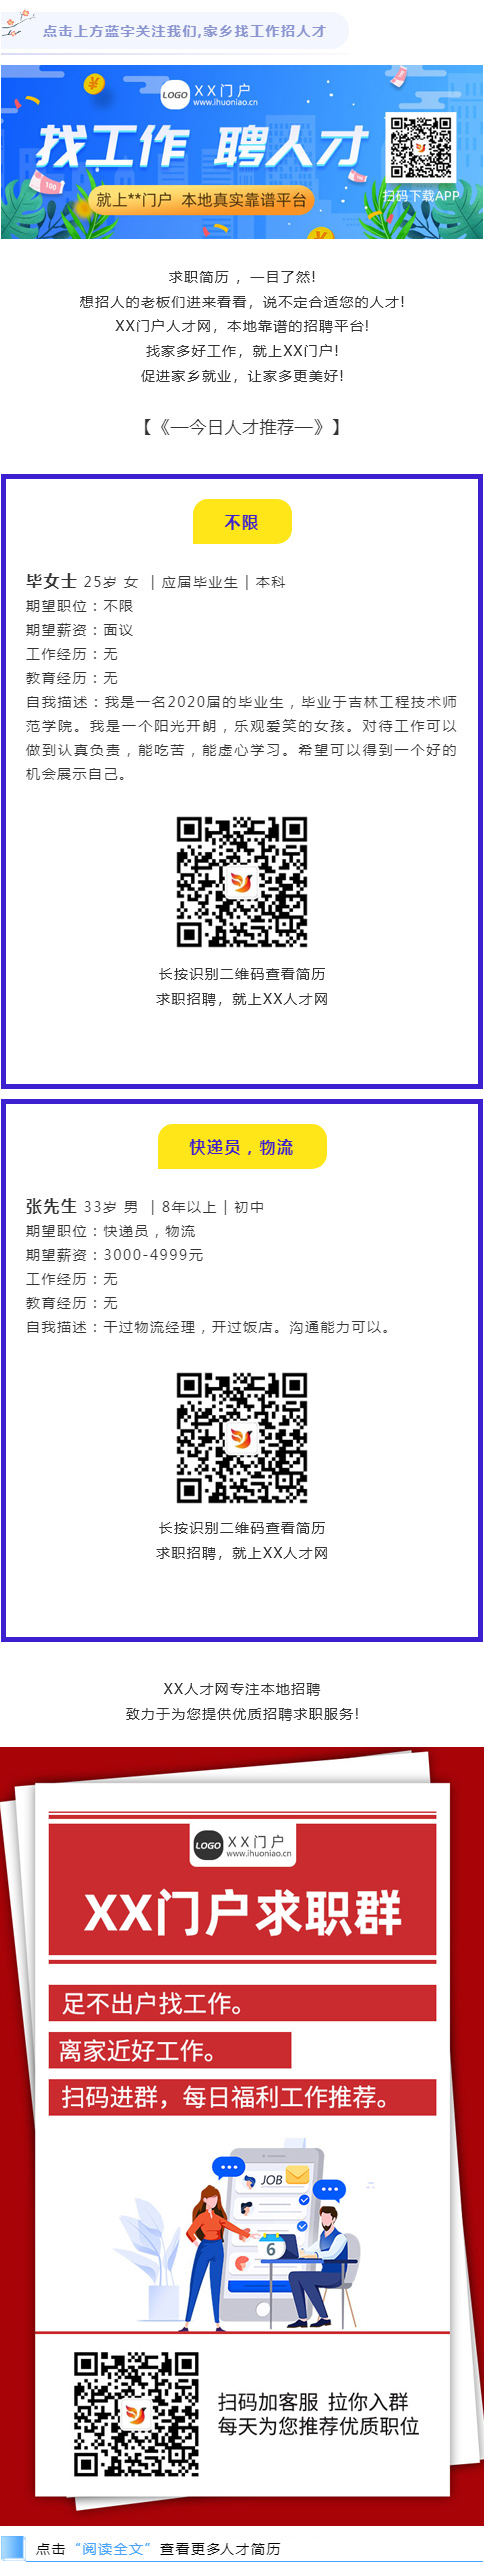 点击上方蓝字关注我们,家乡找工作招人才
LOGO XX门户
www.ihuoniao.cn
找工作 聘人才
100
100
就上**门户 本地真实靠谱平台
扫码下载APP
求职简历 ，一目了然!
想招人的老板们进来看看，说不定合适您的人才!
XX门户人才网，本地靠谱的招聘平台!
找家多好工作，就上XX门户!
促进家乡就业，让家多更美好!
【《—今日人才推荐—》】
不限
毕女士 25岁 女 | 应届毕业生 | 本科
期望职位：不限
期望薪资：面议
工作经历：无
教育经历：无
自我描述：我是一名2020届的毕业生，毕业于吉林工程技术师
范学院。我是一个阳光开朗，乐观爱笑的女孩。对待工作可以
做到认真负责，能吃苦，能虚心学习。希望可以得到一个好的
机会展示自己。
长按识别二维码查看简历
求职招聘，就上XX人才网
快递员，物流
张先生 33岁 男 | 8年以上 | 初中
期望职位：快递员，物流
期望薪资：3000-4999元
工作经历：无
教育经历：无
自我描述：干过物流经理，开过饭店。沟通能力可以。
长按识别二维码查看简历
求职招聘，就上XX人才网
XX人才网专注本地招聘
致力于为您提供优质招聘求职服务!
LOGO XX门户
www.ihuoniao.cn
XX门户求职群
足不出户找工作。
离家近好工作。
扫码进群，每日福利工作推荐。
JOB
6
扫码加客服 拉你入群
每天为您推荐优质职位
点击“阅读全文”查看更多人才简历